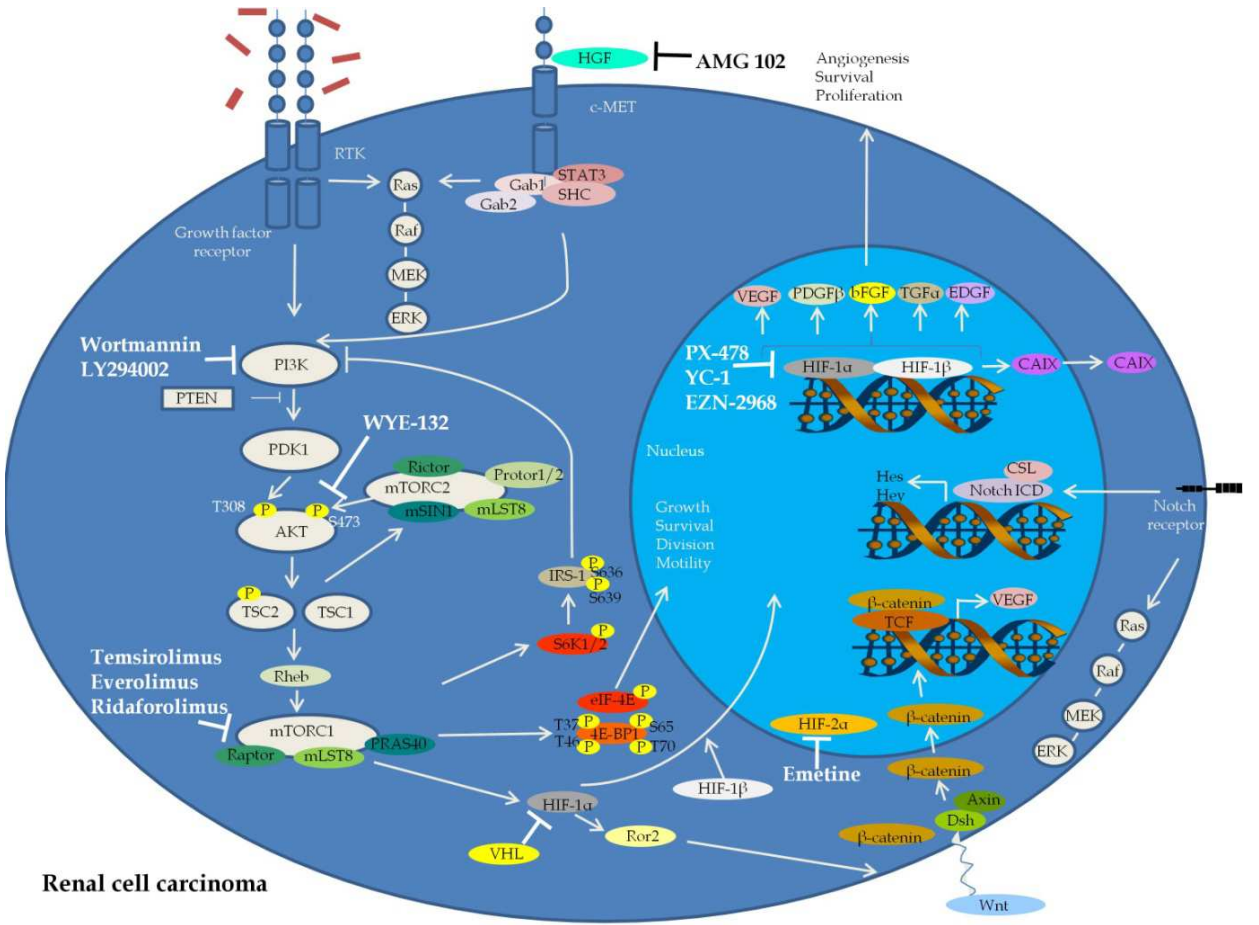 HGF
AMG 102
Angiogenesis
Survival
Proliferation
c-MET
RTK
Ras
Gab1
STAT3
SHC
Gab2
Raf
Growth factor
receptor
MEK
ERK
VEGF
PDGFβ
bFGF
TGFα
EDGF
Wortmannin
LY294002
PI3K
PTEN
PX-478
YC-1
EZN-2968
HIF-1α
HIF-1β
CAIX
CAIX
WYE-132
PDK1
Nucleus
Rictor
Protor1/2
mTORC2
mSIN1
mLST8
T308
P
P
S473
AKT
Hes
Hey
CSL
Notch ICD
Notch
receptor
Growth
Survival
Division
Motility
IRS-1
P
S636
P
S639
P
TSC2
TSC1
S6K1/2
P
β-catenin
TCF
VEGF
Ras
Raf
MEK
ERK
Temsirolimus
Everolimus
Ridaforolimus
Rheb
eIF-4E
P
mTORC1
Raptor
mLST8
PRAS40
T37
T46
P
P
4E-BP1
P
P
S65
T70
HIF-2α
Emetine
β-catenin
β-catenin
HIF-1β
HIF-1α
Ror2
VHL
Axin
Dsh
β-catenin
Wnt
Renal cell carcinoma